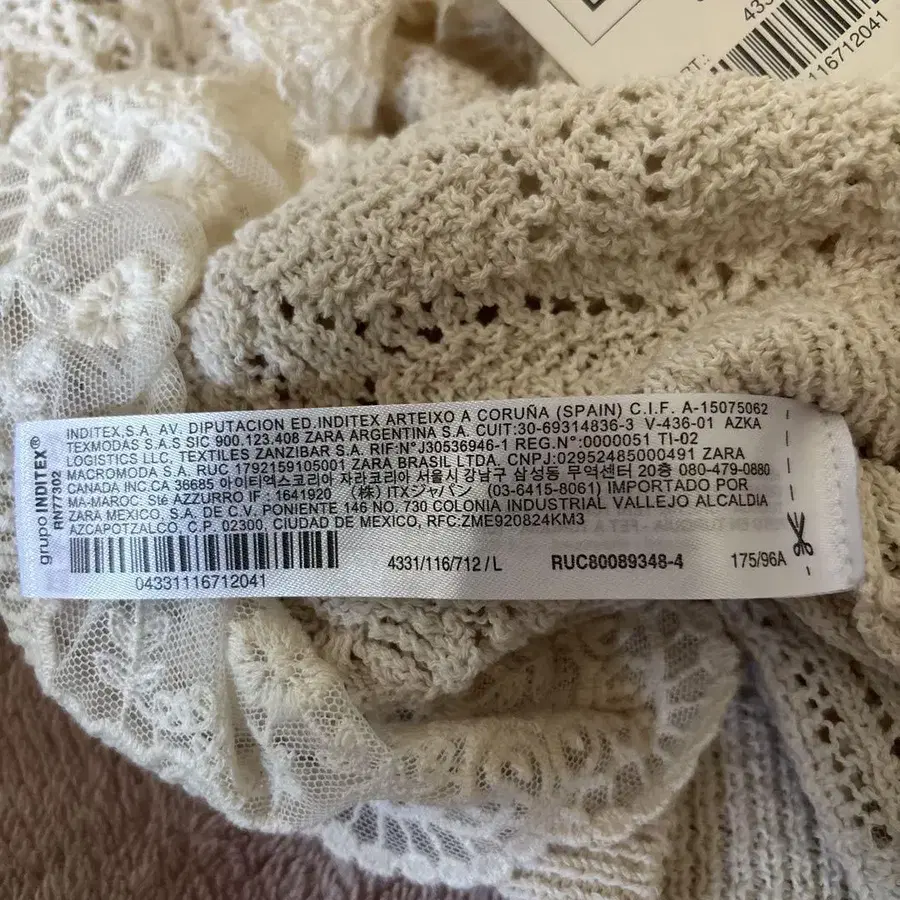 433
RT.:
116712041
grupo INDITEX®
RN77302
INDITEX,S.A. AV. DIPUTACION ED.INDITEX ARTEIXO A CORUÑA (SPAIN) C.I.F. A-15075062
TEXMODAS S.A.S SIC 900.123.408 ZARA ARGENTINA S.A. CUIT:30-69314836-3 V-436-01 AZKA
LOGISTICS LLC, TEXTILES ZANZIBAR S.A. RIF:N° J30536946-1 REG.N°:0000051 TI-02
MACROMODA S.A. RUC 1792159105001 ZARA BRASIL LTDA. CNPJ:02952485000491 ZARA
CANADA INC.CA 36685 아이티엑스코리아 자라코리아 서울시 강남구 삼성동 무역센터 20층 080-479-0880
MA-MAROC: Sté AZZURRO IF : 1641920 (株) ITXジャパン (03-6415-8061) IMPORTADO POR
ZARA MEXICO, S.A. DE C.V. PONIENTE 146 NO. 730 COLONIA INDUSTRIAL VALLEJO ALCALDIA
AZCAPOTZALCO, C.P. 02300, CIUDAD DE MEXICO, RFC:ZME920824KM3
04331116712041
4331/116/712 / L
RUC80089348-4
175/96A